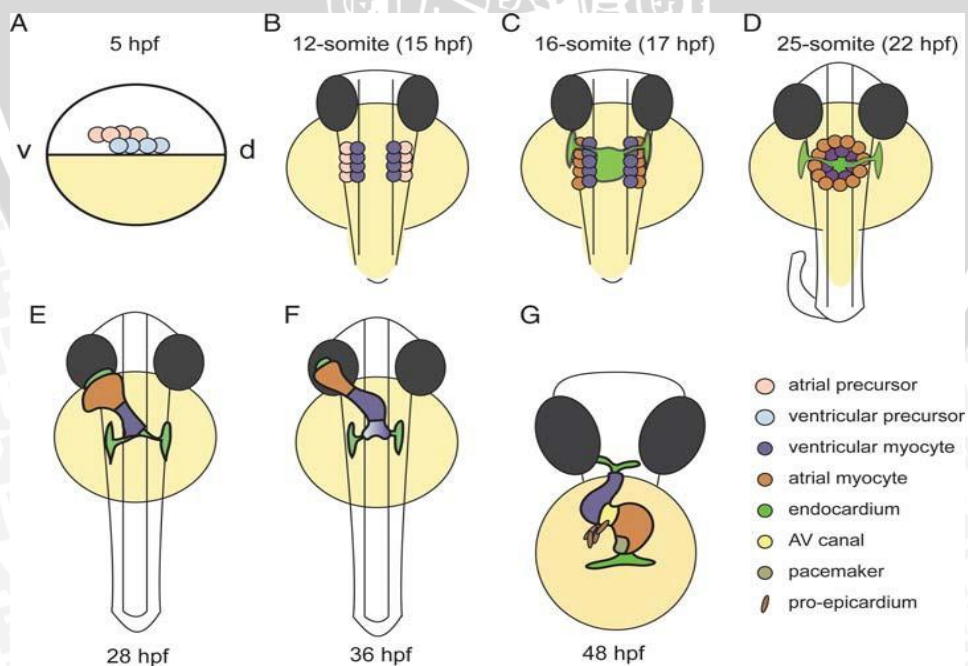 A
5 hpf
B
12-somite (15 hpf)
C
16-somite (17 hpf)
D
25-somite (22 hpf)
v
d
E
28 hpf
F
36 hpf
G
48 hpf
atrial precursor
ventricular precursor
ventricular myocyte
atrial myocyte
endocardium
AV canal
pacemaker
pro-epicardium